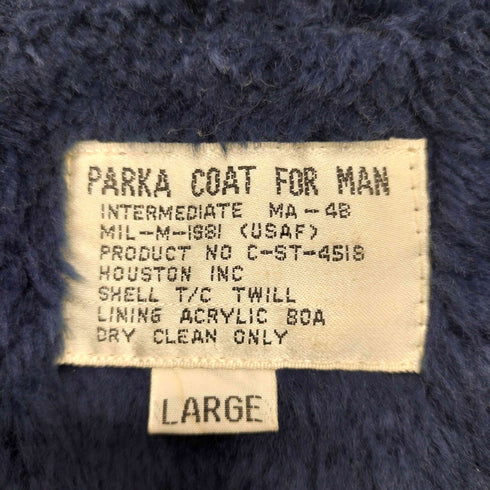 PARKA COAT FOR MAN
INTERMEDIATE MA-4B
MIL-M-1981 (USAF)
PRODUCT NO C-ST-4518
HOUSTON INC
SHELL T/C TWILL
LINING ACRYLIC BOA
DRY CLEAN ONLY
LARGE